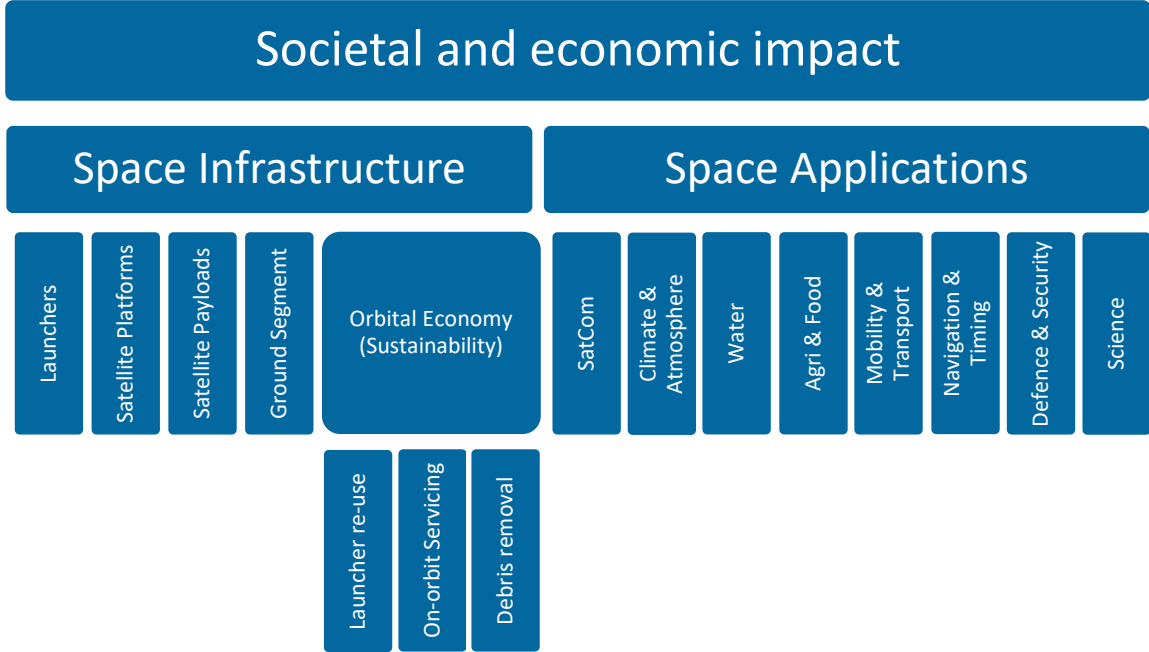 Societal and economic impact
Space Infrastructure
Space Applications
Launchers
Satellite Platforms
Satellite Payloads
Ground Segmemt
Orbital Economy
(Sustainability)
SatCom
Climate &
Atmosphere
Water
Agri & Food
Mobility &
Transport
Navigation &
Timing
Defence & Security
Science
Launcher re-use
On-orbit Servicing
Debris removal